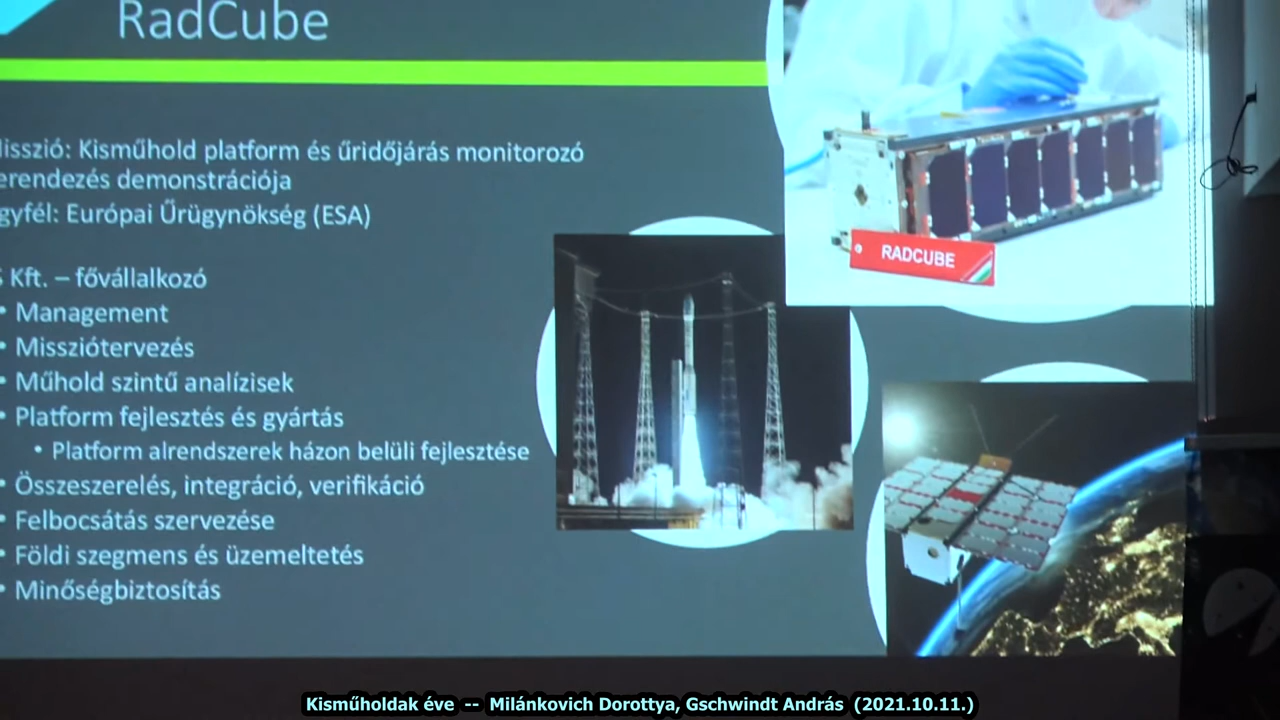 RadCube
isszió: Kisműhold platform és űridőjárás monitorozó
erendezés demonstrációja
gyfél: Európai Űrügynökség (ESA)
Kft. – fővállalkozó
• Management
• Missziótervezés
• Műhold szintű analízisek
• Platform fejlesztés és gyártás
• Platform alrendszerek házon belüli fejlesztése
• Összeszerelés, integráció, verifikáció
• Felbocsátás szervezése
• Földi szegmens és üzemeltetés
• Minőségbiztosítás
RADCUBE
Kisműholdak éve -- Milánkovich Dorottya, Gschwindt András (2021.10.11.)